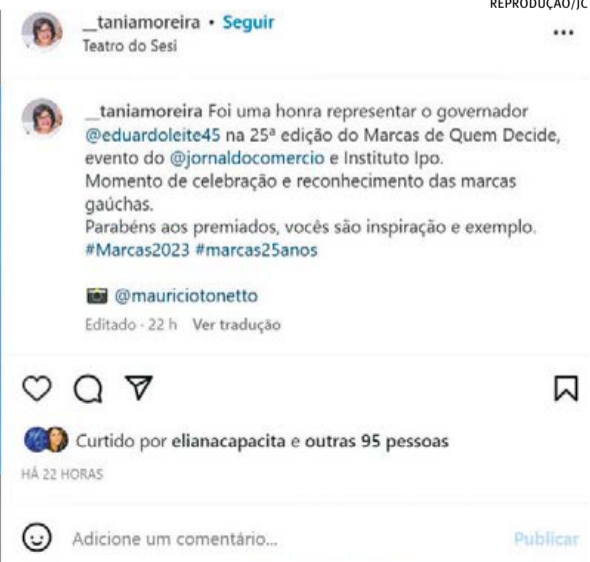 REPRODUÇÃO/JC
__taniamoreira • Seguir
Teatro do Sesi
__taniamoreira Foi uma honra representar o governador
@eduardoleite45 na 25ª edição do Marcas de Quem Decide,
evento do @jornaldocomercio e Instituto Ipo.
Momento de celebração e reconhecimento das marcas
gaúchas.
Parabéns aos premiados, vocês são inspiração e exemplo.
#Marcas2023 #marcas25anos
@mauriciotonetto
Editado · 22 h Ver tradução
Curtido por elianacapacita e outras 95 pessoas
HÁ 22 HORAS
Adicione um comentário... Publicar